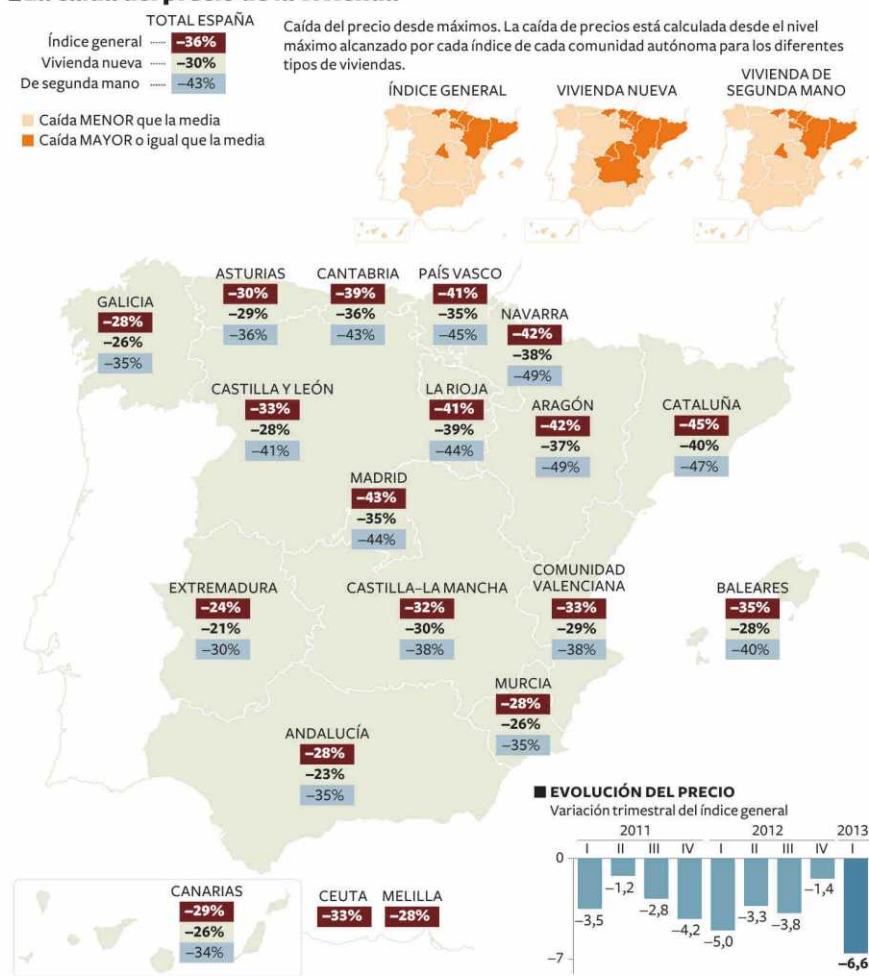 TOTAL ESPAÑA
Índice general –36%
Vivienda nueva –30%
De segunda mano –43%
Caída MENOR que la media
Caída MAYOR o igual que la media
Caída del precio desde máximos. La caída de precios está calculada desde el nivel
máximo alcanzado por cada índice de cada comunidad autónoma para los diferentes
tipos de viviendas.
ÍNDICE GENERAL
VIVIENDA NUEVA
VIVIENDA DE
SEGUNDA MANO
GALICIA
–28%
–26%
–35%
ASTURIAS
–30%
–29%
–36%
CANTABRIA
–39%
–36%
–43%
PAÍS VASCO
–41%
–35%
–45%
NAVARRA
–42%
–38%
–49%
CASTILLA Y LEÓN
–33%
–28%
–41%
LA RIOJA
–41%
–39%
–44%
ARAGÓN
–42%
–37%
–49%
CATALUÑA
–45%
–40%
–47%
MADRID
–43%
–35%
–44%
EXTREMADURA
–24%
–21%
–30%
CASTILLA–LA MANCHA
–32%
–30%
–38%
COMUNIDAD
VALENCIANA
–33%
–29%
–38%
BALEARES
–35%
–28%
–40%
MURCIA
–28%
–26%
–35%
ANDALUCÍA
–28%
–23%
–35%
CANARIAS
–29%
–26%
–34%
CEUTA
–33%
MELILLA
–28%
EVOLUCIÓN DEL PRECIO
Variación trimestral del índice general
2011 2012 2013
I II III IV I II III IV I
0
–3,5 –1,2 –2,8 –4,2 –5,0 –3,3 –3,8 –1,4 –6,6
–7